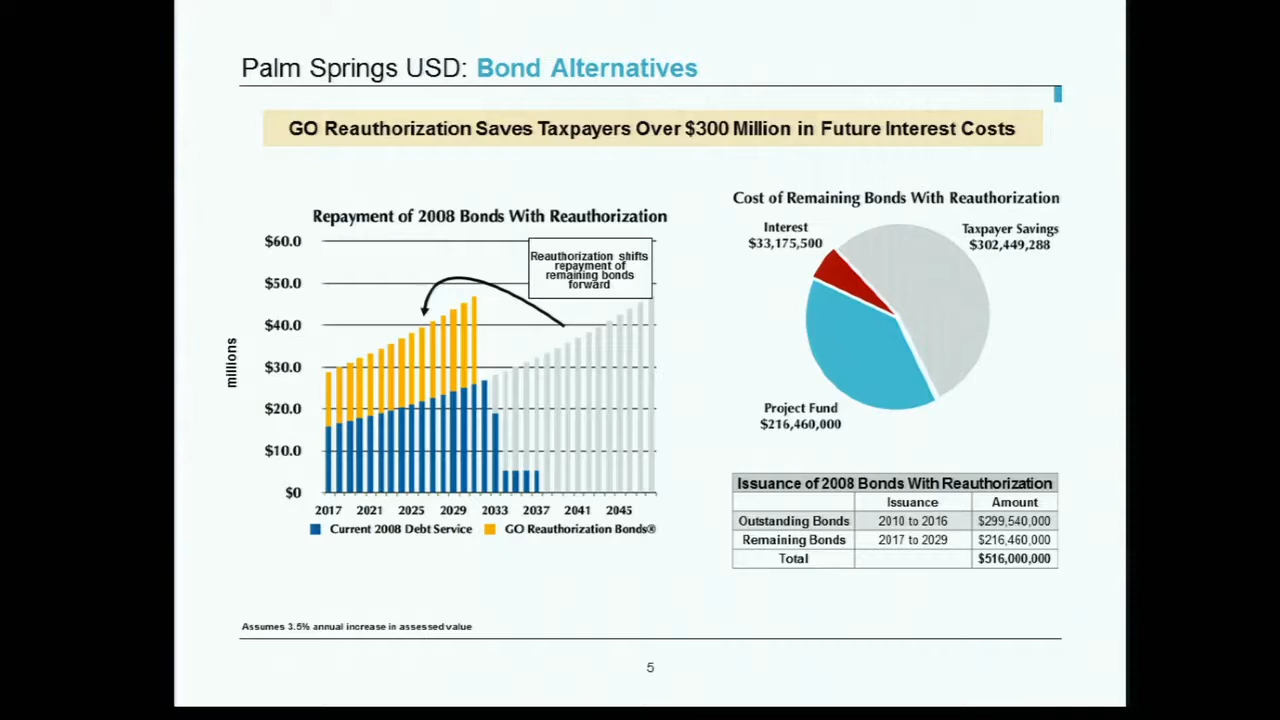 Palm Springs USD: Bond Alternatives
GO Reauthorization Saves Taxpayers Over $300 Million in Future Interest Costs
Repayment of 2008 Bonds With Reauthorization
$60.0
$50.0
$40.0
$30.0
$20.0
$10.0
$0
millions
Reauthorization shifts
repayment of
remaining bonds
forward
2017 2021 2025 2029 2033 2037 2041 2045
Current 2008 Debt Service GO Reauthorization Bonds®
Cost of Remaining Bonds With Reauthorization
Interest
$33,175,500
Taxpayer Savings
$302,449,288
Project Fund
$216,460,000
Issuance of 2008 Bonds With Reauthorization
Issuance Amount
Outstanding Bonds 2010 to 2016 $299,540,000
Remaining Bonds 2017 to 2029 $216,460,000
Total $516,000,000
Assumes 3.5% annual increase in assessed value
5